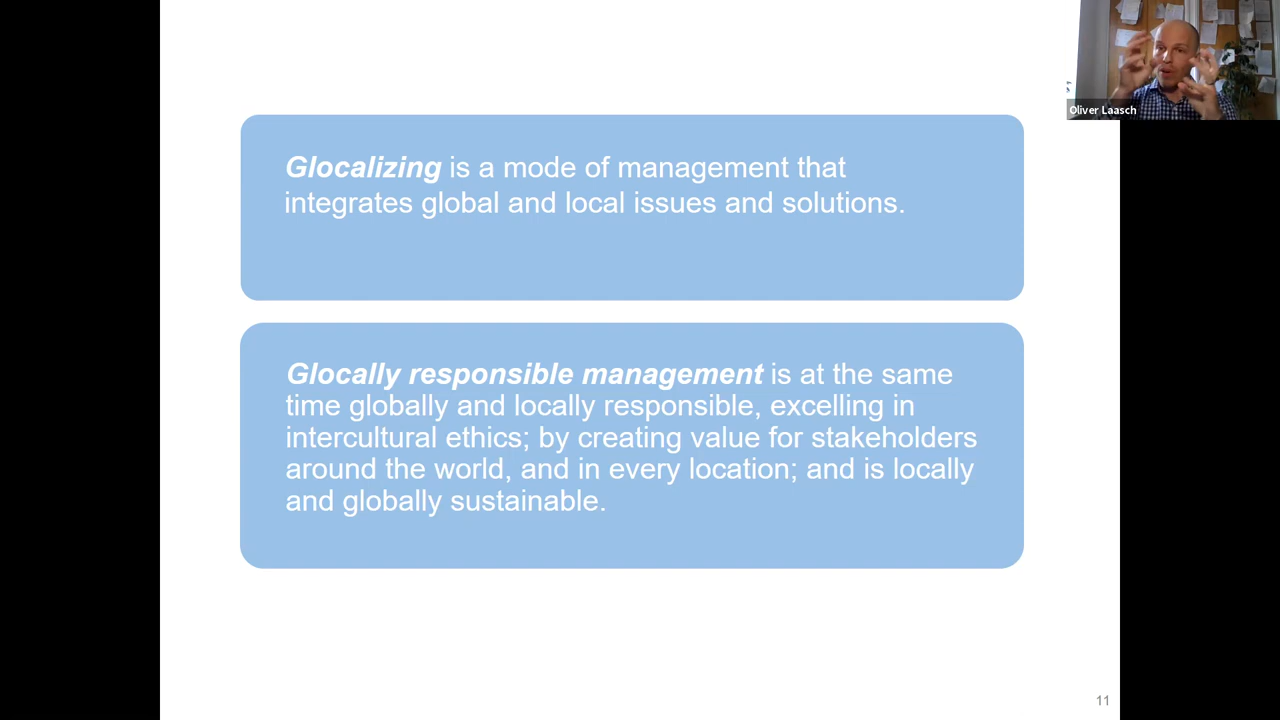 Oliver Laasch
Glocalizing is a mode of management that
integrates global and local issues and solutions.
Glocally responsible management is at the same
time globally and locally responsible, excelling in
intercultural ethics; by creating value for stakeholders
around the world, and in every location; and is locally
and globally sustainable.
11